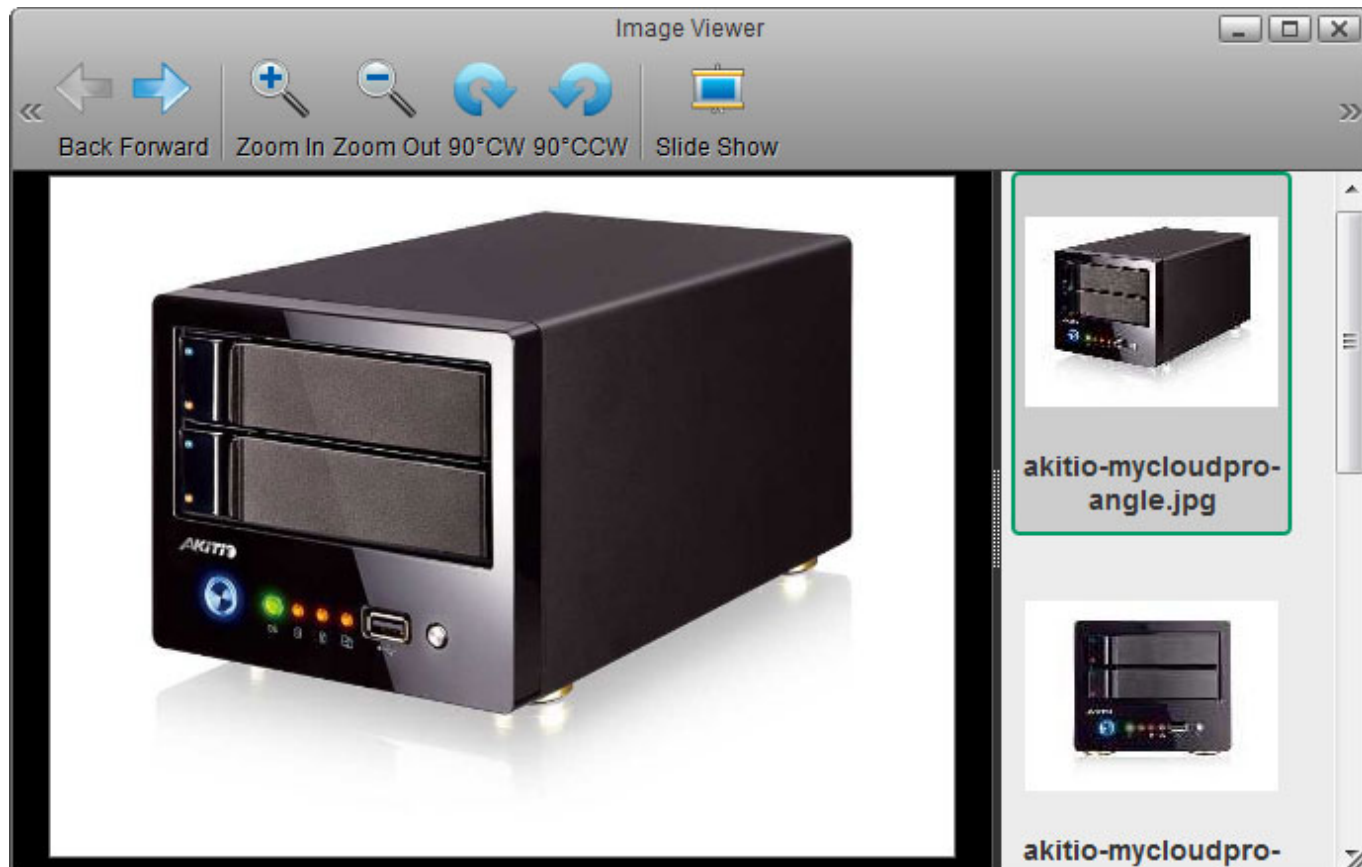 Image Viewer
Back Forward Zoom In Zoom Out 90°CW 90°CCW Slide Show
AKiTiO
akitio-mycloudpro-
angle.jpg
akitio-mycloudpro-